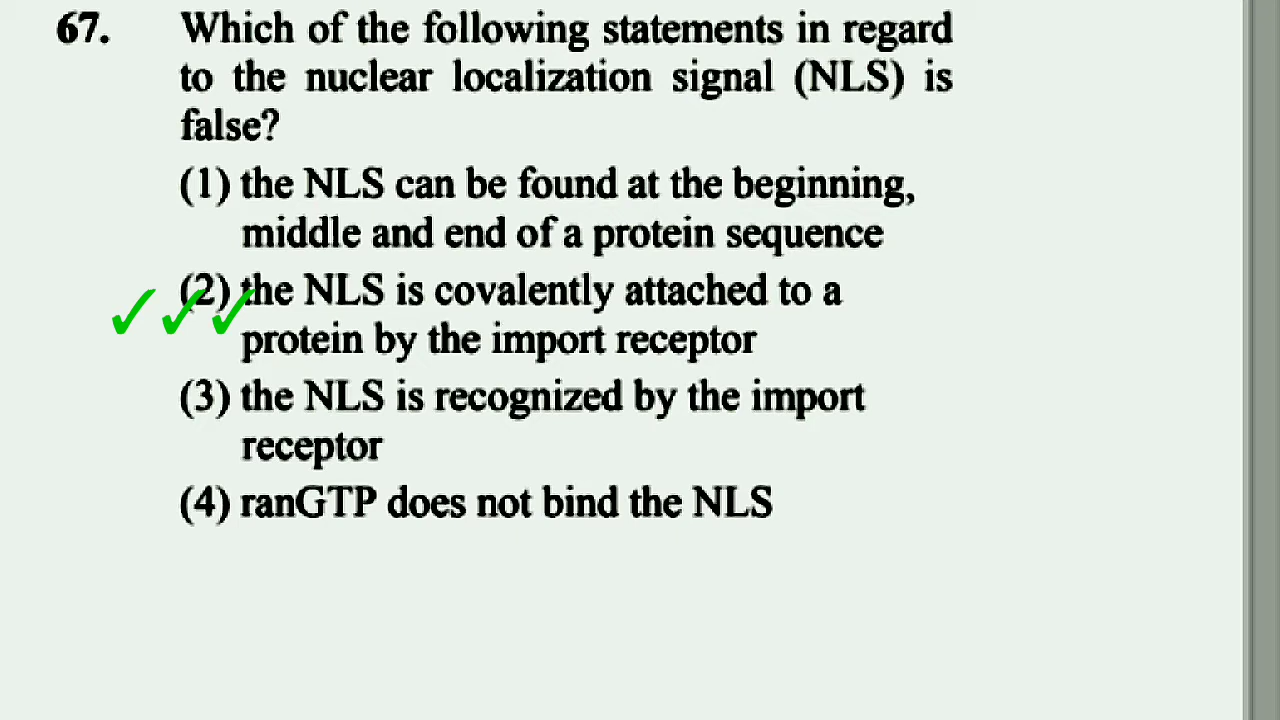 67. Which of the following statements in regard
to the nuclear localization signal (NLS) is
false?
(1) the NLS can be found at the beginning,
middle and end of a protein sequence
(2) the NLS is covalently attached to a
protein by the import receptor
(3) the NLS is recognized by the import
receptor
(4) ranGTP does not bind the NLS